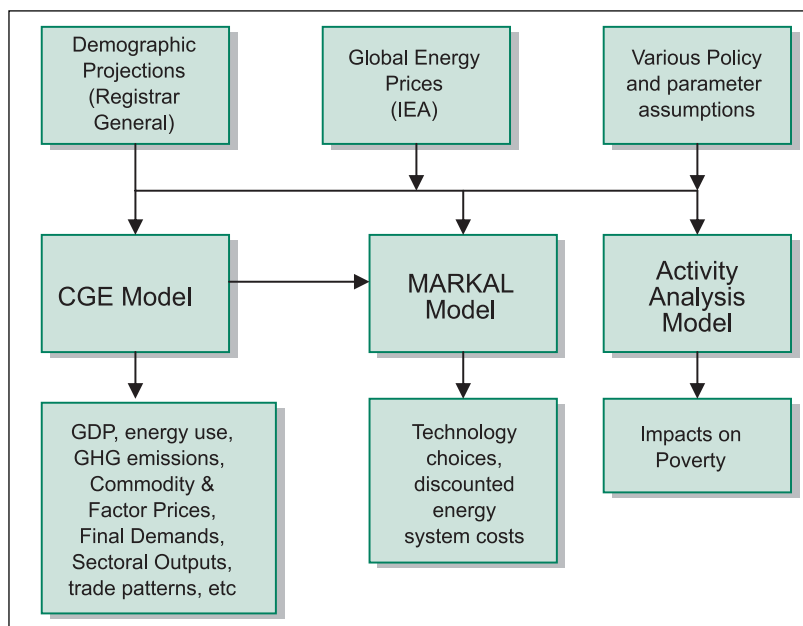 Demographic
Projections
(Registrar
General)
Global Energy
Prices
(IEA)
Various Policy
and parameter
assumptions
CGE Model
MARKAL
Model
Activity
Analysis
Model
GDP, energy use,
GHG emissions,
Commodity &
Factor Prices,
Final Demands,
Sectoral Outputs,
trade patterns, etc
Technology
choices,
discounted
energy
system costs
Impacts on
Poverty